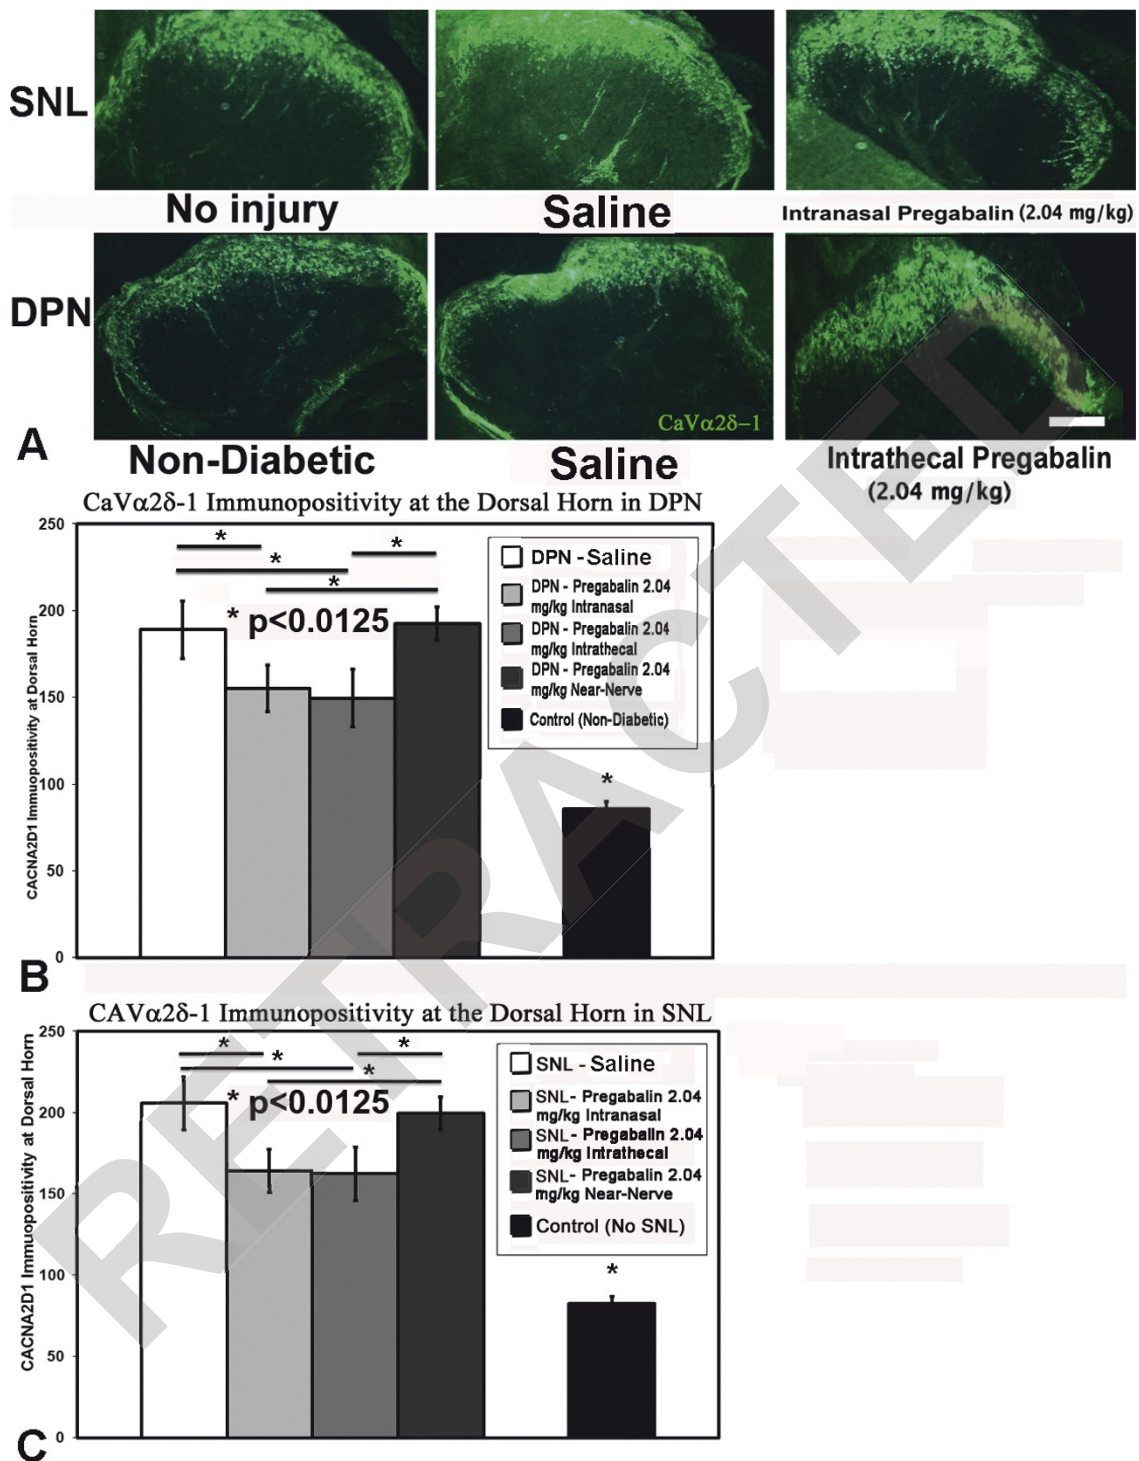 SNL
No injury
Saline
Intranasal Pregabalin (2.04 mg/kg)
DPN
CaVα2δ–1
A
Non-Diabetic
Saline
Intrathecal Pregabalin
(2.04 mg/kg)
CaVα2δ-1 Immunopositivity at the Dorsal Horn in DPN
CACNA2D1 Immuopositivity at Dorsal Horn
250
200
150
100
50
0
*
*
*
*
* p<0.0125
*
DPN - Saline
DPN - Pregabalin 2.04
mg/kg Intranasal
DPN - Pregabalin 2.04
mg/kg Intrathecal
DPN - Pregabalin 2.04
mg/kg Near-Nerve
Control (Non-Diabetic)
B
CAVα2δ-1 Immunopositivity at the Dorsal Horn in SNL
CACNA2D1 Immuopositivity at Dorsal Horn
250
200
150
100
50
0
*
*
*
*
* p<0.0125
*
SNL - Saline
SNL- Pregabalin 2.04
mg/kg Intranasal
SNL- Pregabalin 2.04
mg/kg Intrathecal
SNL- Pregabalin 2.04
mg/kg Near-Nerve
Control (No SNL)
C
RETRACTED